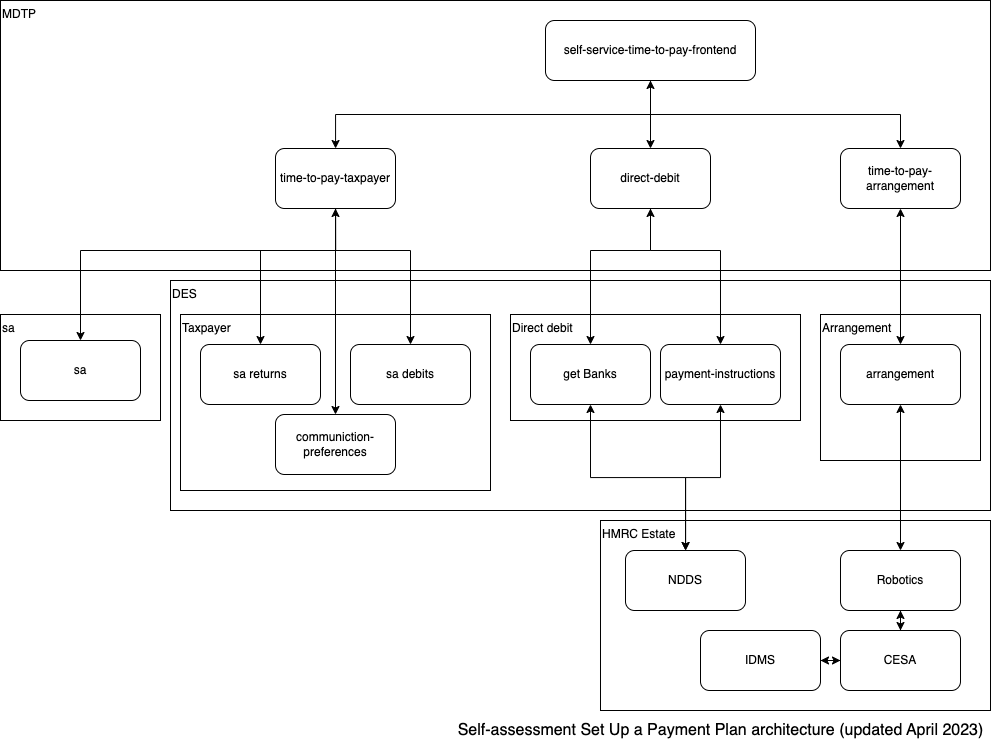 MDTP
self-service-time-to-pay-frontend
time-to-pay-taxpayer
direct-debit
time-to-pay-
arrangement
DES
sa
sa
Taxpayer
sa returns
sa debits
communiction-
preferences
Direct debit
get Banks
payment-instructions
Arrangement
arrangement
HMRC Estate
NDDS
Robotics
IDMS
CESA
Self-assessment Set Up a Payment Plan architecture (updated April 2023)